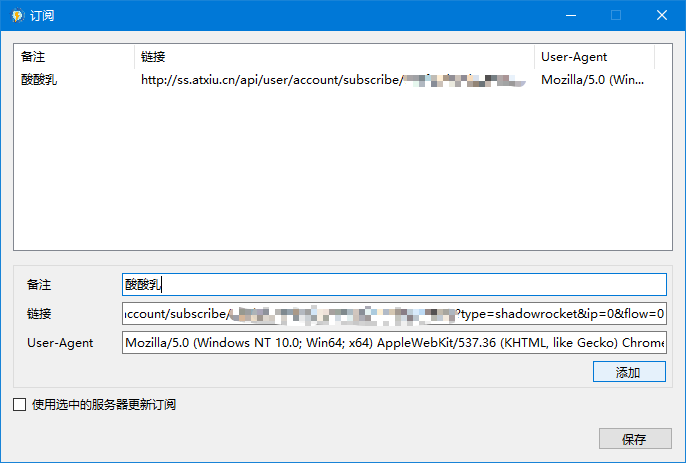 订阅
备注 链接 User-Agent
酸酸乳 http://ss.atxiu.cn/api/user/account/subscribe/ Mozilla/5.0 (Win...
备注 酸酸乳
链接 ccount/subscribe/ ?type=shadowrocket&ip=0&flow=0
User-Agent Mozilla/5.0 (Windows NT 10.0; Win64; x64) AppleWebKit/537.36 (KHTML, like Gecko) Chrome
添加
使用选中的服务器更新订阅
保存